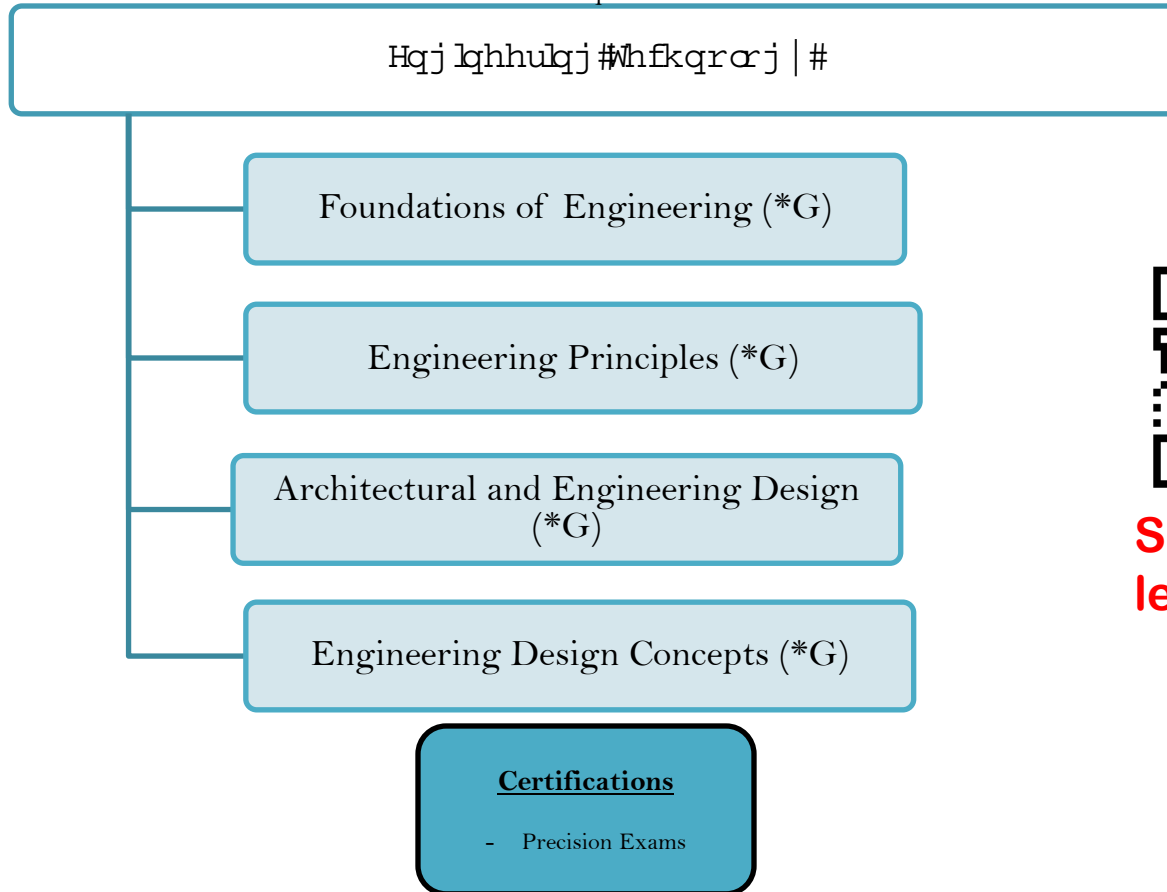 Hqjlqhhulqj#Whfkqrorj|#
Foundations of Engineering (*G)
Engineering Principles (*G)
Architectural and Engineering Design
(*G)
Engineering Design Concepts (*G)
Certifications
- Precision Exams